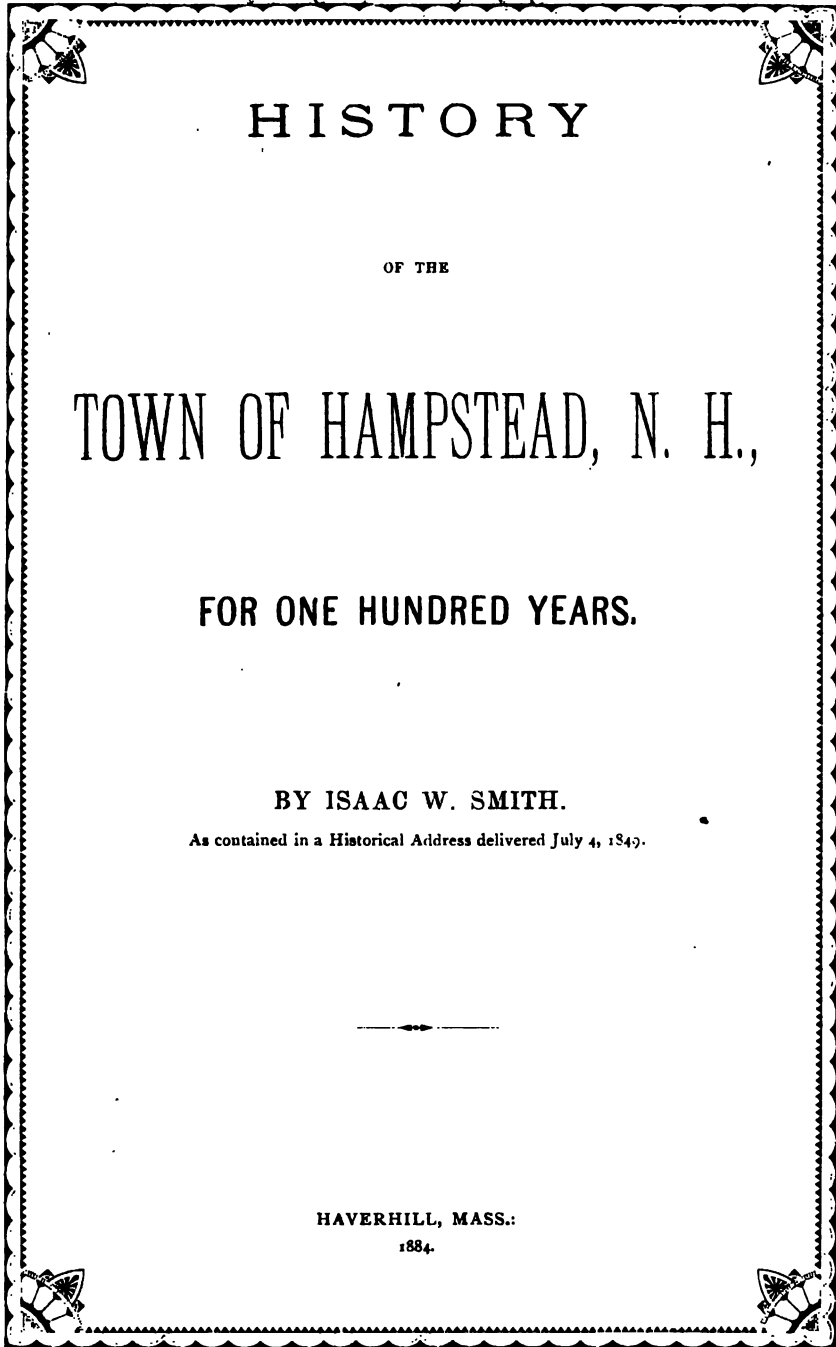 HISTORY
OF THE
TOWN OF HAMPSTEAD, N. H.,
FOR ONE HUNDRED YEARS.
BY ISAAC W. SMITH.
As contained in a Historical Address delivered July 4, 1849.
HAVERHILL, MASS.:
1884.